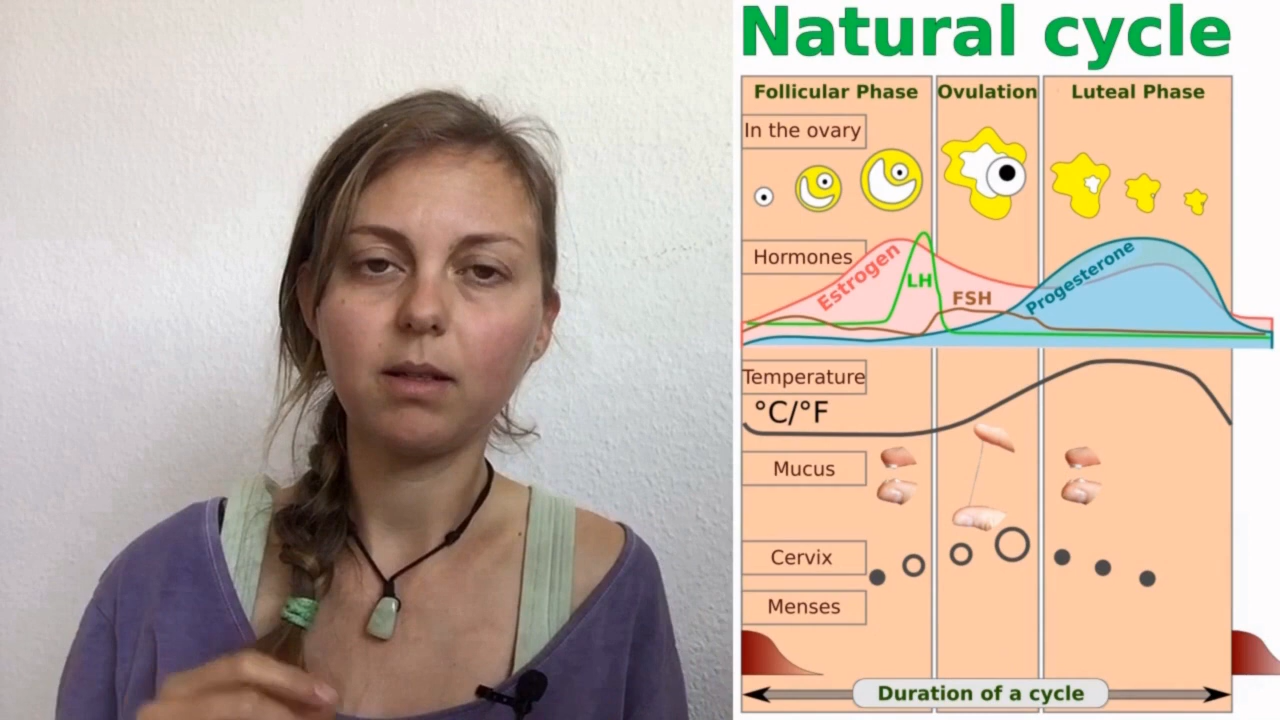 Natural cycle
Follicular Phase
Ovulation
Luteal Phase
In the ovary
Hormones
Estrogen
LH
FSH
Progesterone
Temperature
°C/°F
Mucus
Cervix
Menses
Duration of a cycle